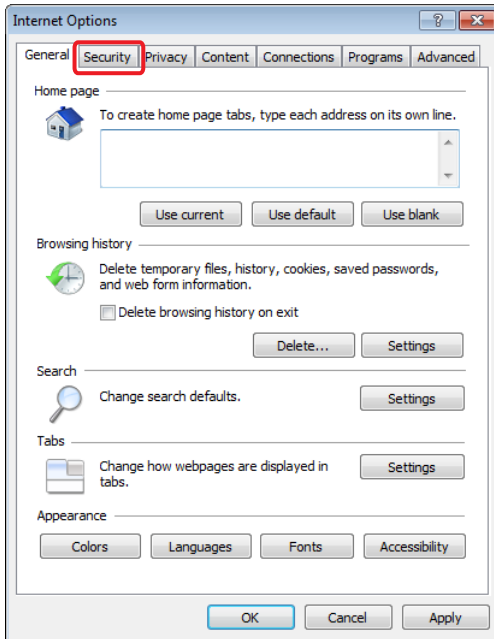 Internet Options
General Security Privacy Content Connections Programs Advanced
Home page
To create home page tabs, type each address on its own line.
Use current Use default Use blank
Browsing history
Delete temporary files, history, cookies, saved passwords,
and web form information.
Delete browsing history on exit
Delete... Settings
Search
Change search defaults.
Settings
Tabs
Change how webpages are displayed in
tabs.
Settings
Appearance
Colors Languages Fonts Accessibility
OK Cancel Apply